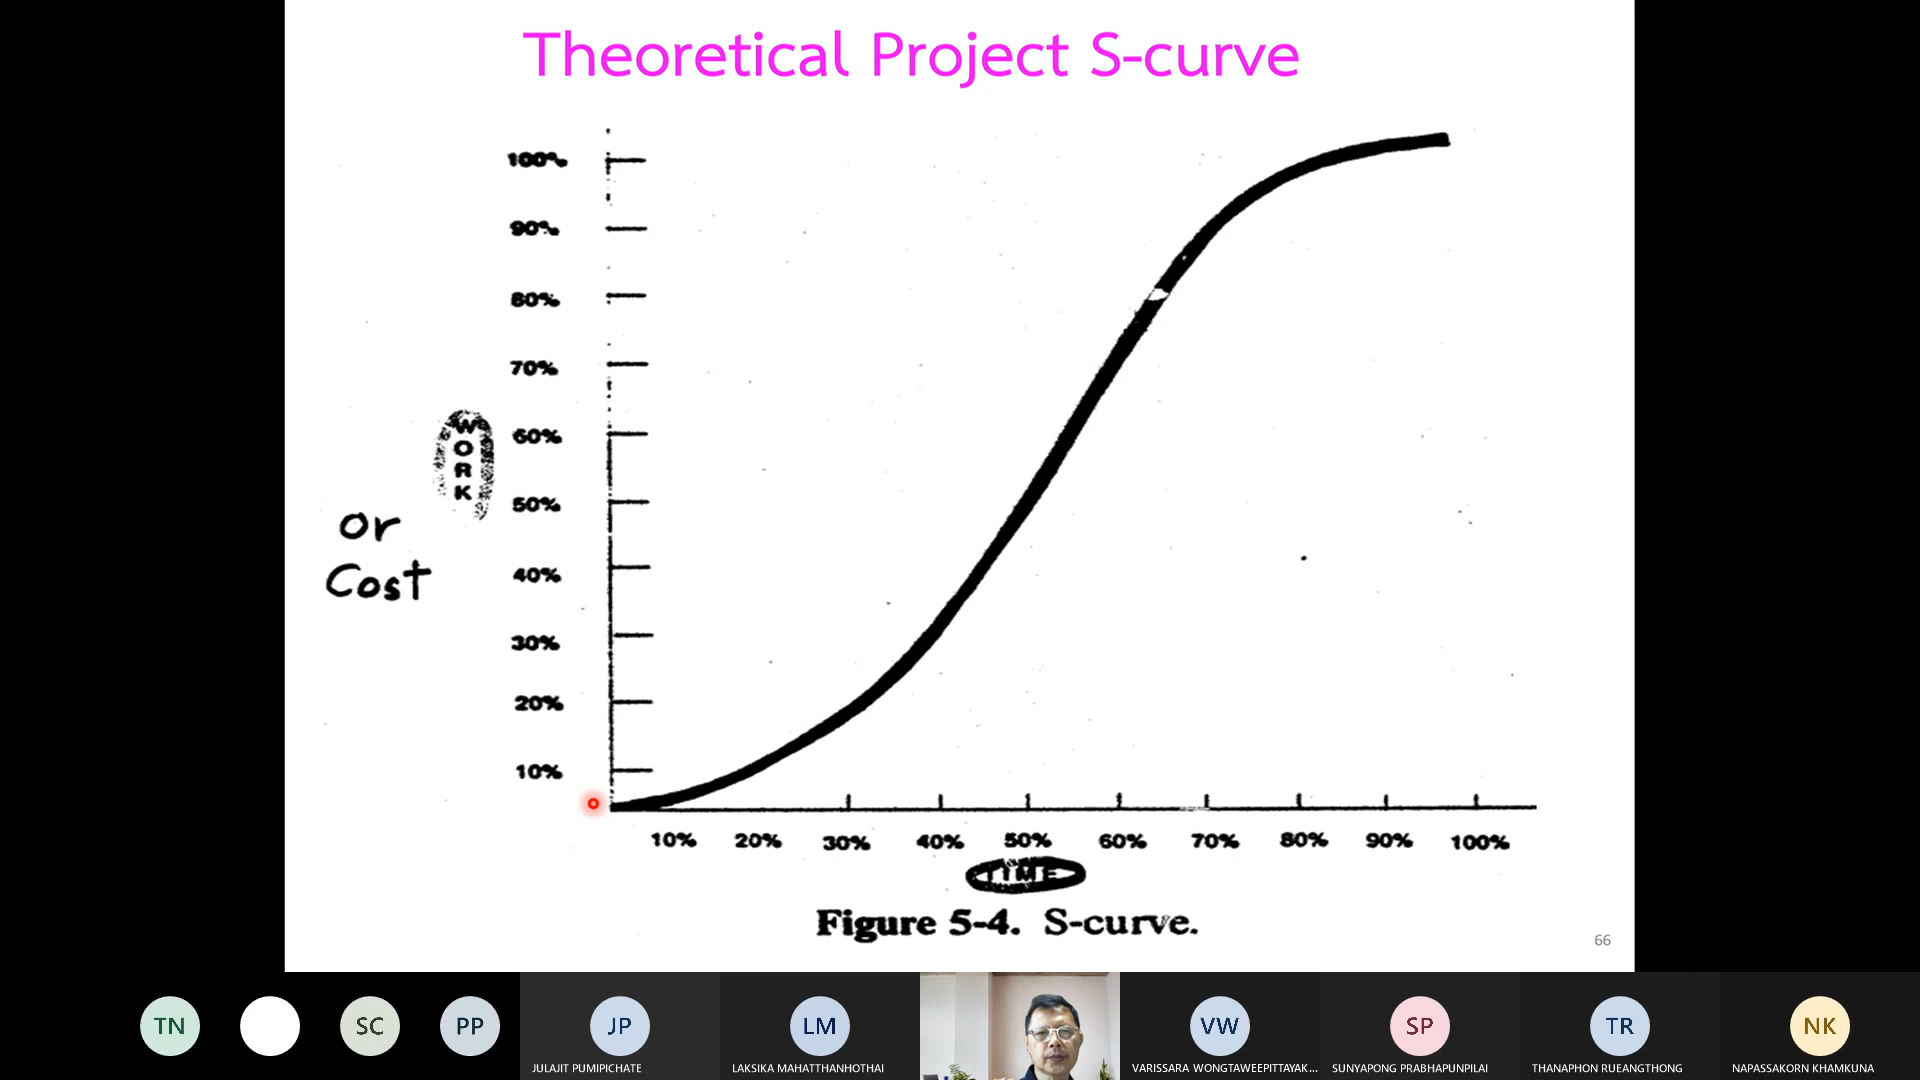 Theoretical Project S-curve
100%
90%
80%
70%
60%
50%
40%
30%
20%
10%
WORK
or
Cost
10% 20% 30% 40% 50% 60% 70% 80% 90% 100%
TIME
Figure 5-4. S-curve.
66
TN
SC
PP
JP
LM
VW
SP
TR
NK
JULAJIT PUMIPICHATE
LAKSIKA MAHATTHANHOTHAI
VARISSARA WONGTAWEEPITTAYAK...
SUNYAPONG PRABHAPUNPILAI
THANAPHON RUEANGTHONG
NAPASSAKORN KHAMKUNA